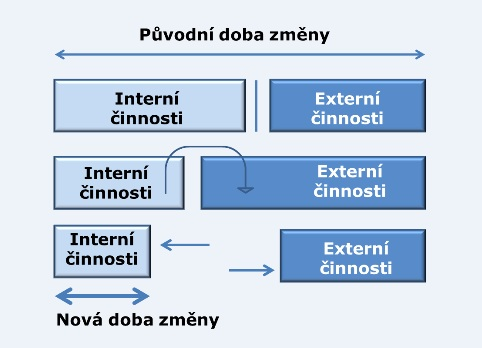 Původní doba změny
Interní
činnosti
Externí
činnosti
Interní
činnosti
Externí
činnosti
Interní
činnosti
Externí
činnosti
Nová doba změny